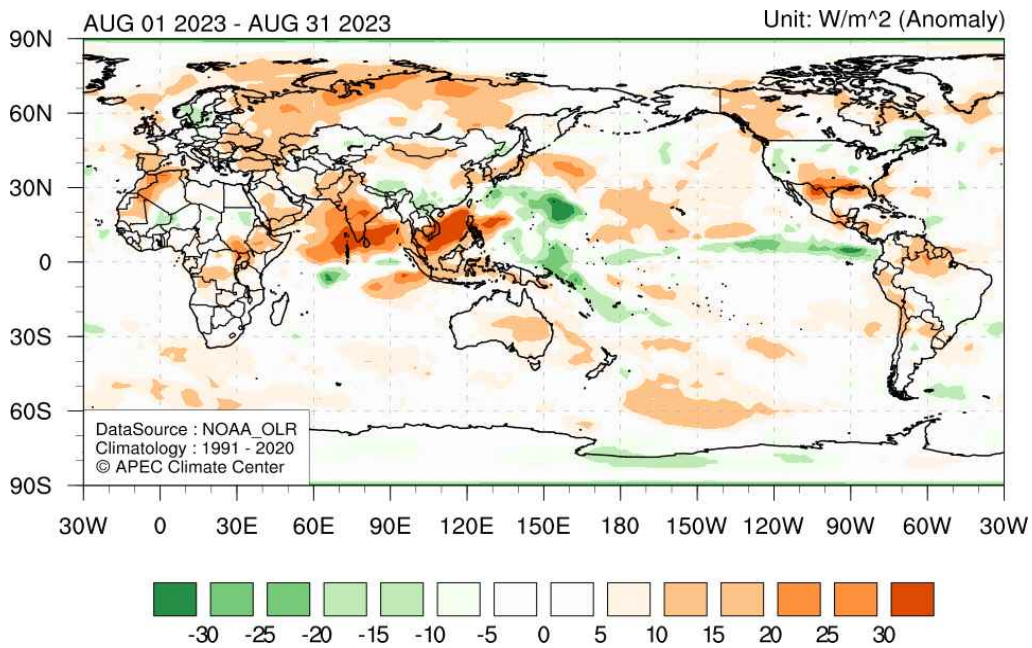 AUG 01 2023 - AUG 31 2023 Unit: W/m^2 (Anomaly)
90N
60N
30N
0
30S
60S
90S
DataSource : NOAA_OLR
Climatology : 1991 - 2020
© APEC Climate Center
30W 0 30E 60E 90E 120E 150E 180 150W 120W 90W 60W 30W
-30 -25 -20 -15 -10 -5 0 5 10 15 20 25 30